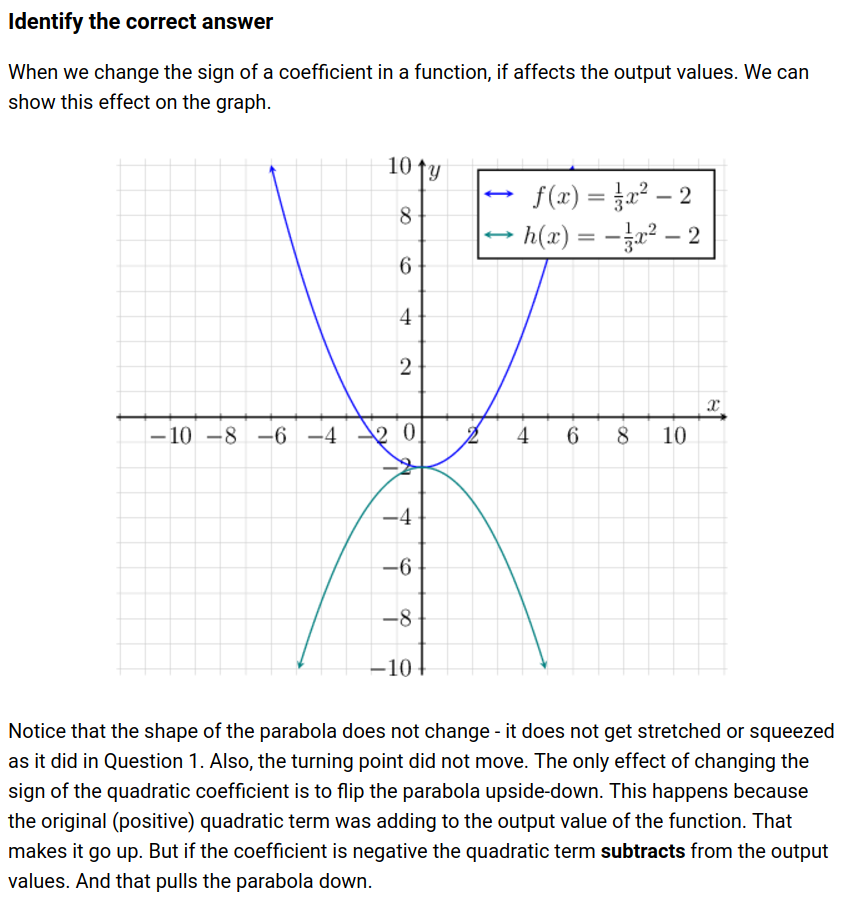 Identify the correct answer
When we change the sign of a coefficient in a function, if affects the output values. We can
show this effect on the graph.
10 y
f(x) = \frac{1}{3}x² − 2
8
h(x) = −\frac{1}{3}x² − 2
6
4
2
x
−10 −8 −6 −4 −2 0 2 4 6 8 10
−2
−4
−6
−8
−10
Notice that the shape of the parabola does not change - it does not get stretched or squeezed
as it did in Question 1. Also, the turning point did not move. The only effect of changing the
sign of the quadratic coefficient is to flip the parabola upside-down. This happens because
the original (positive) quadratic term was adding to the output value of the function. That
makes it go up. But if the coefficient is negative the quadratic term subtracts from the output
values. And that pulls the parabola down.